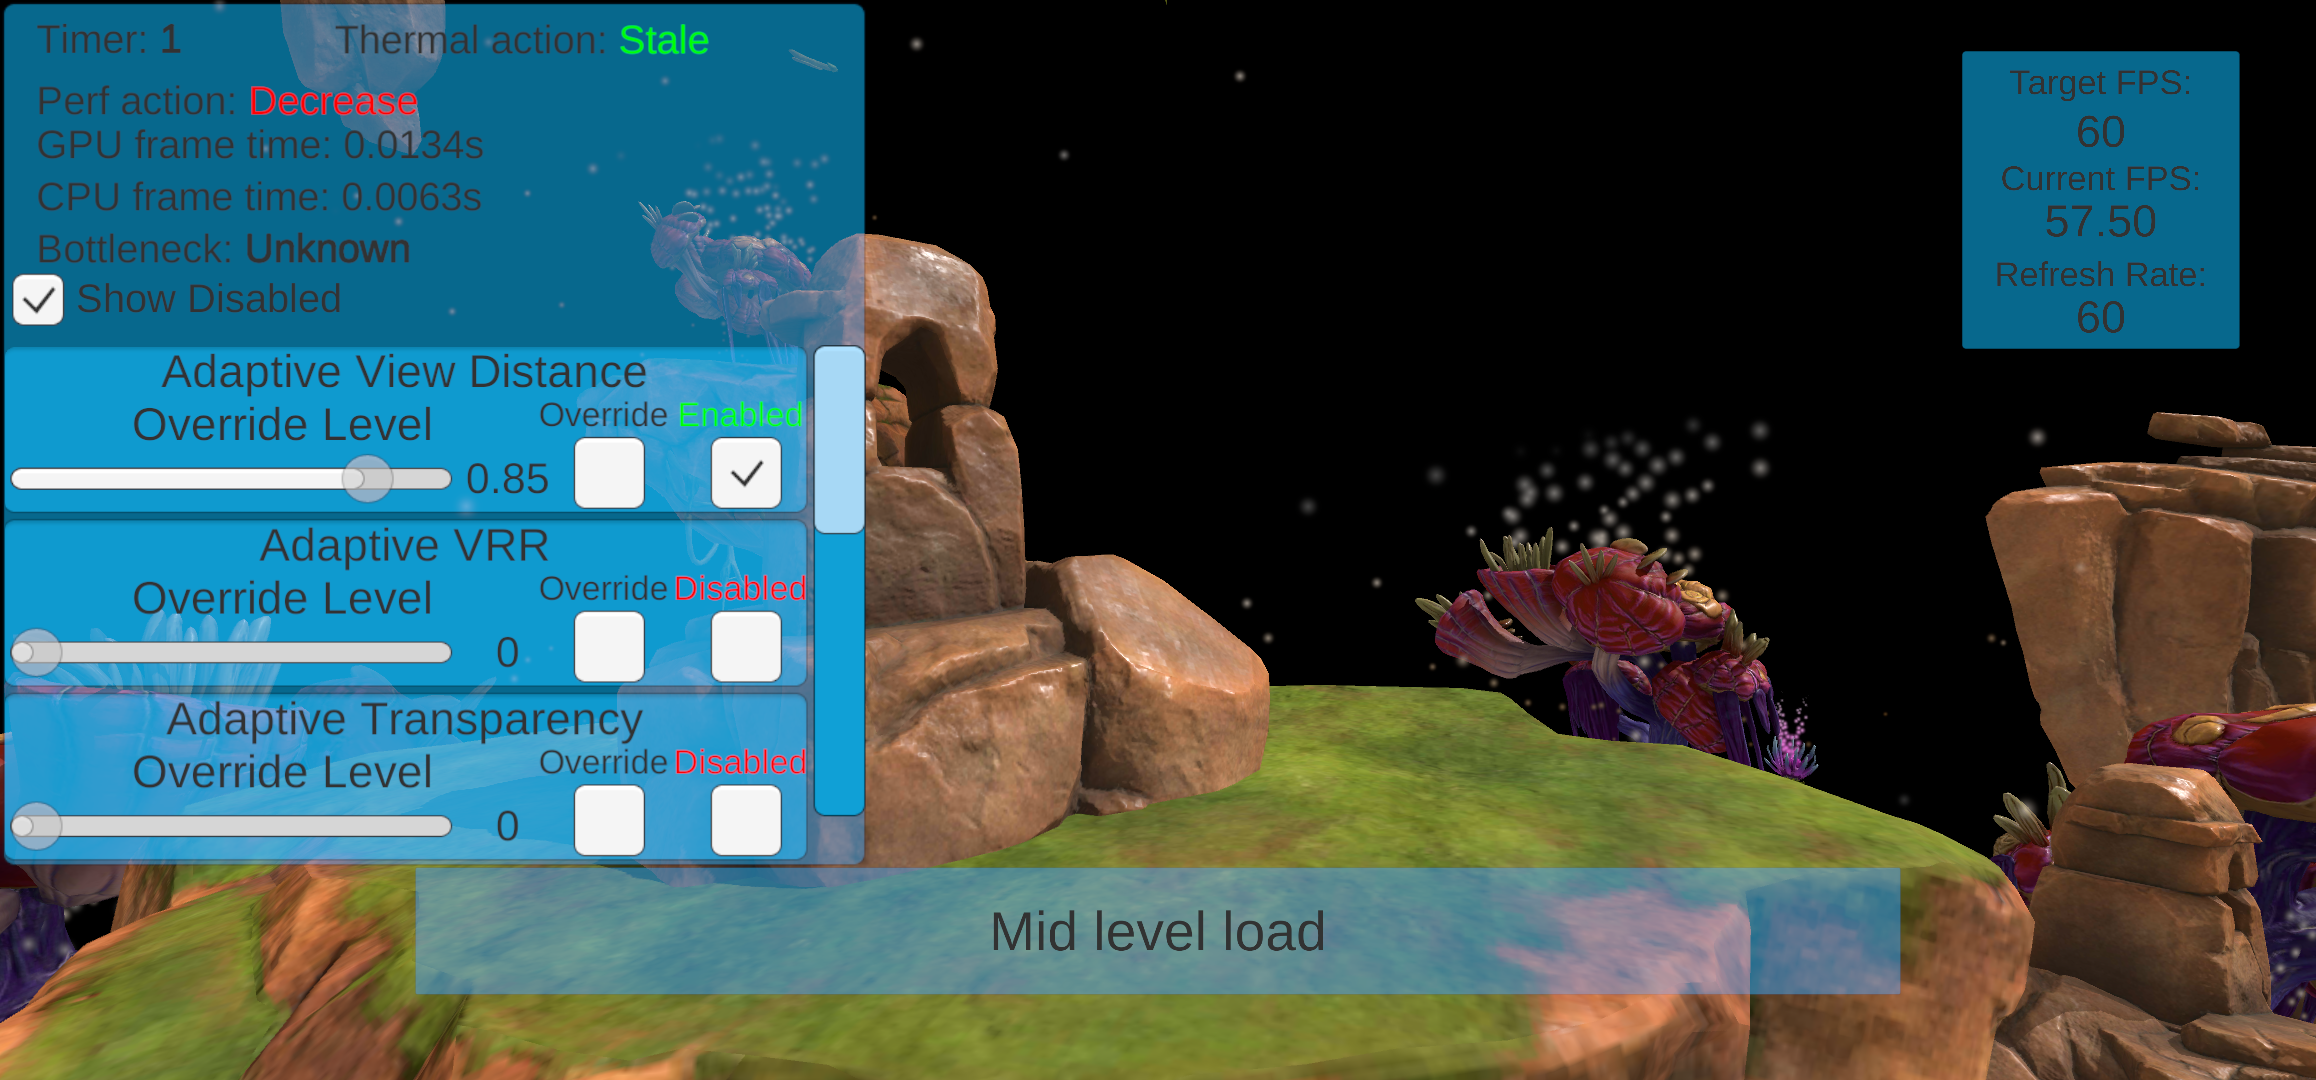 Timer: 1
Thermal action: Stale
Perf action: Decrease
GPU frame time: 0.0134s
CPU frame time: 0.0063s
Bottleneck: Unknown
Show Disabled
Adaptive View Distance
Override Level
Override Enabled
0.85
Adaptive VRR
Override Level
Override Disabled
0
Adaptive Transparency
Override Level
Override Disabled
0
Target FPS:
60
Current FPS:
57.50
Refresh Rate:
60
Mid level load